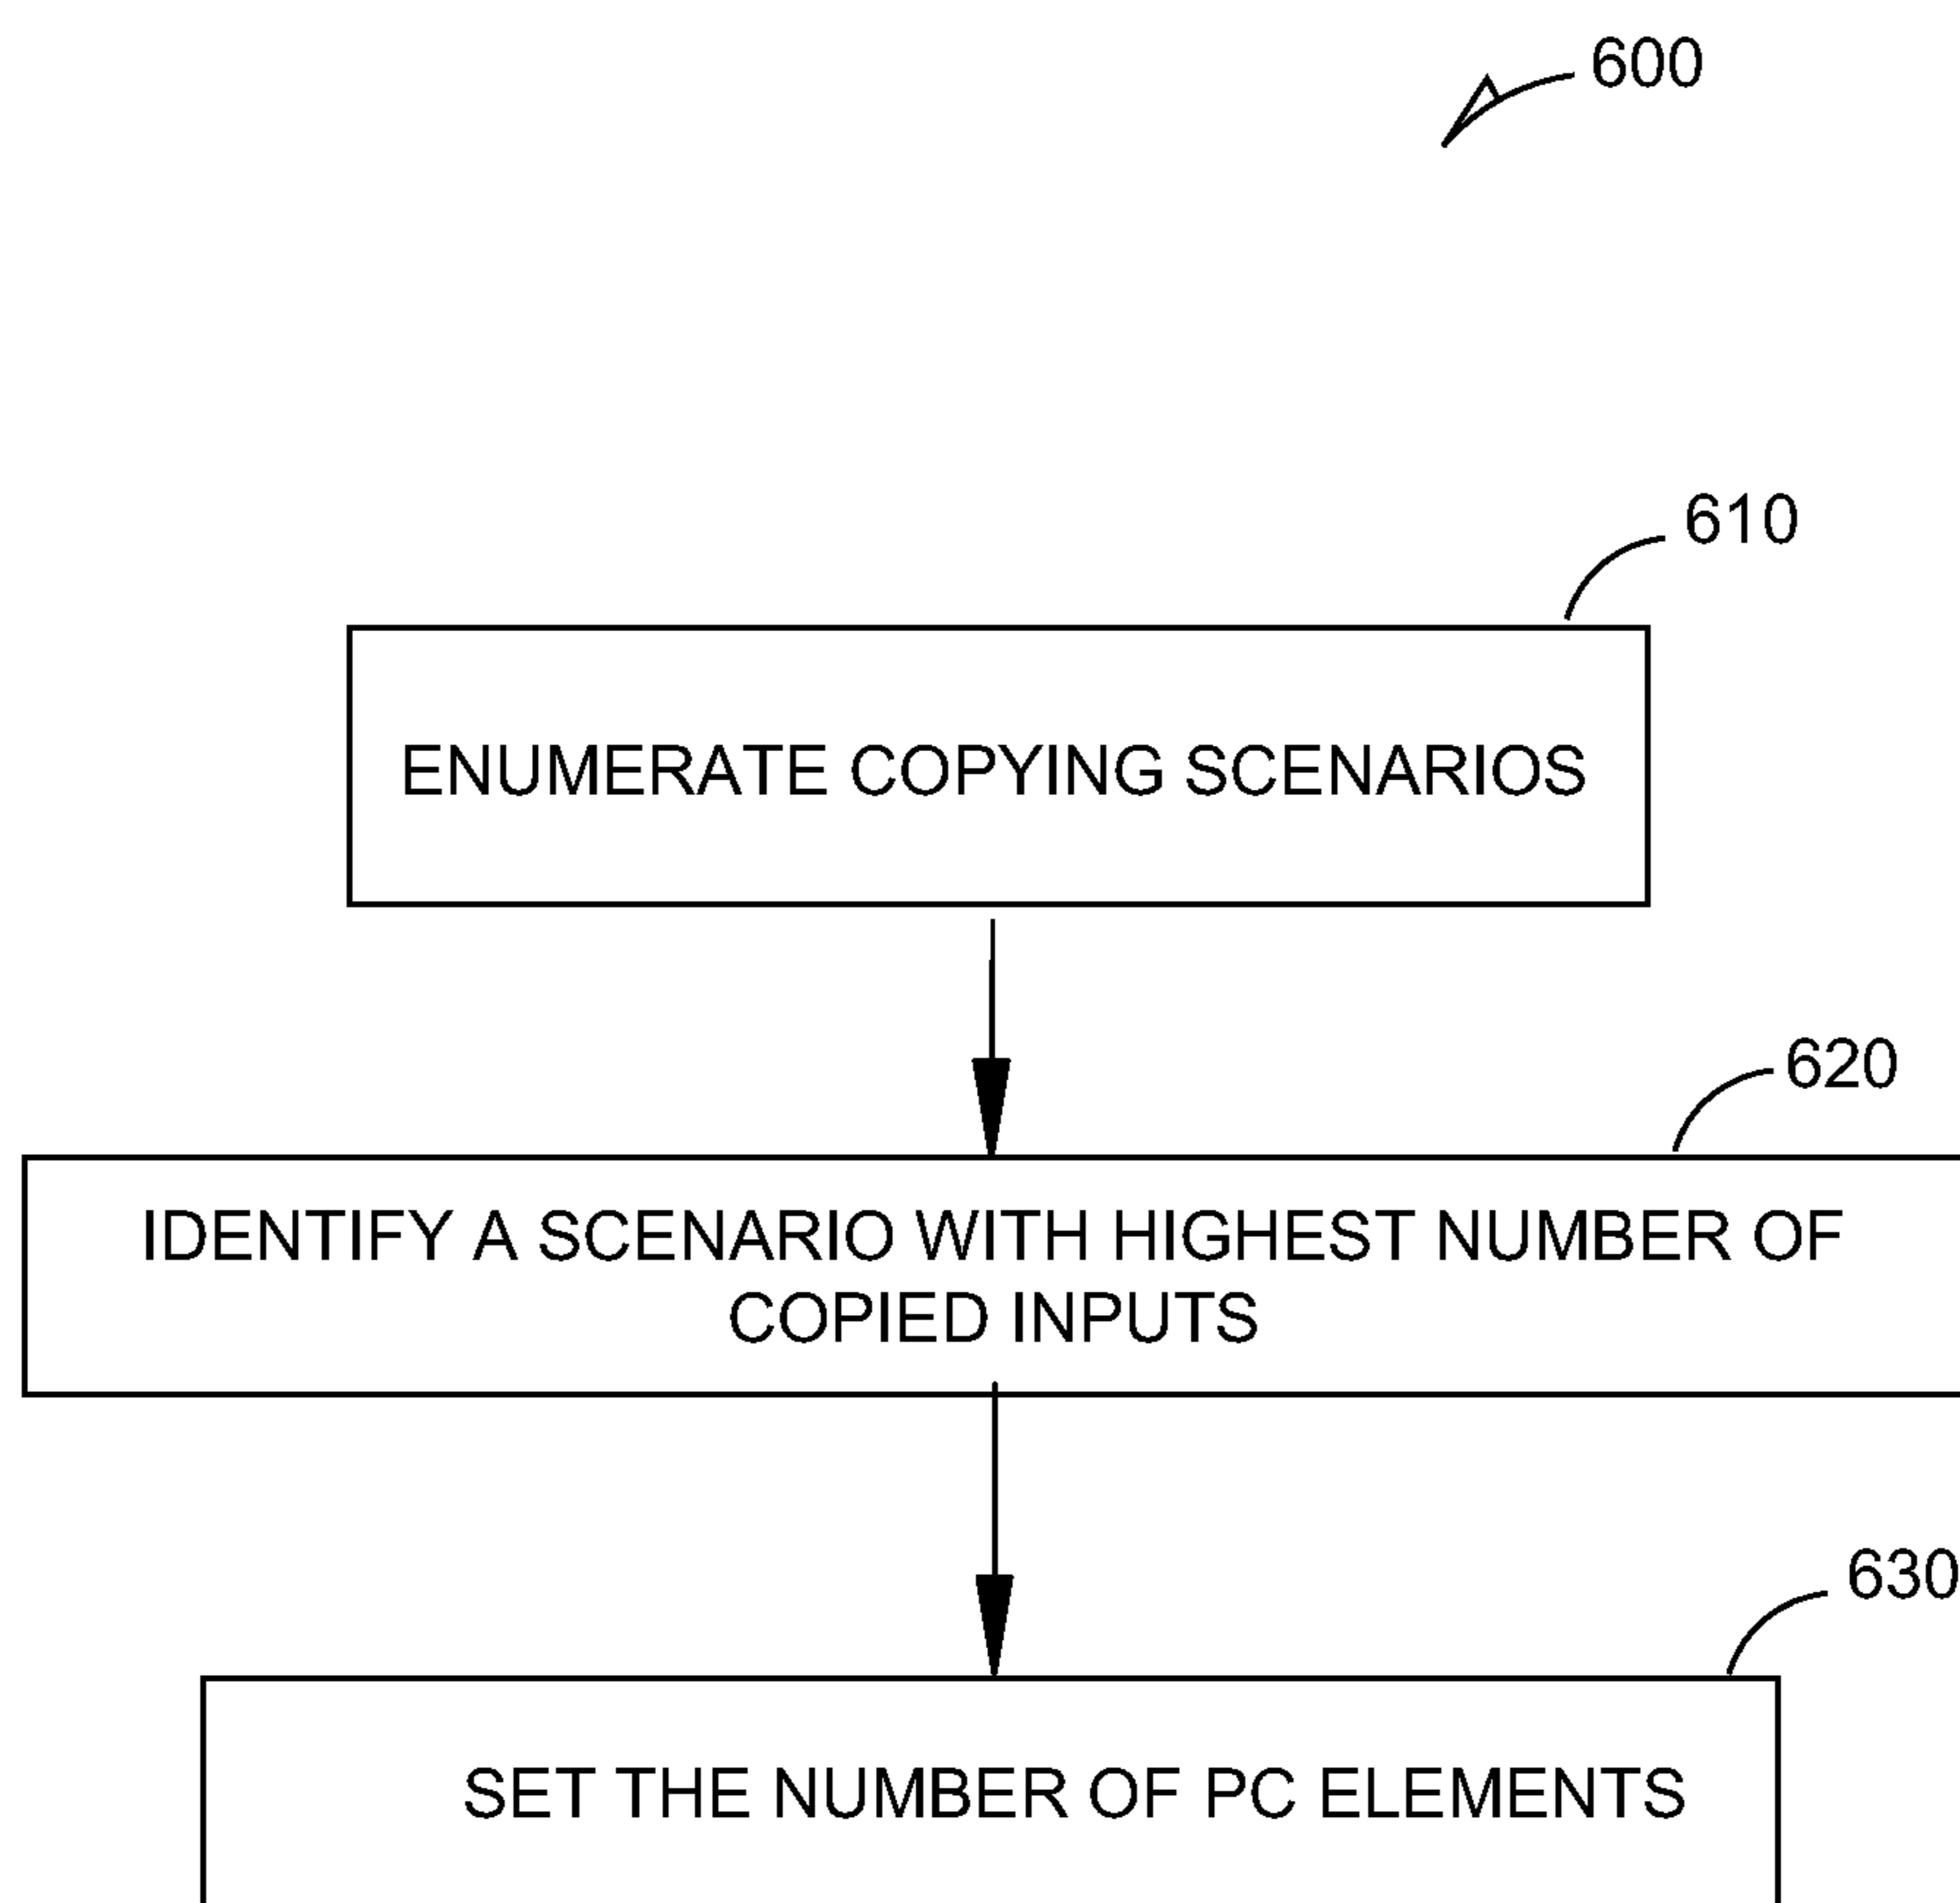 600
610
ENUMERATE COPYING SCENARIOS
620
IDENTIFY A SCENARIO WITH HIGHEST NUMBER OF
COPIED INPUTS
630
SET THE NUMBER OF PC ELEMENTS